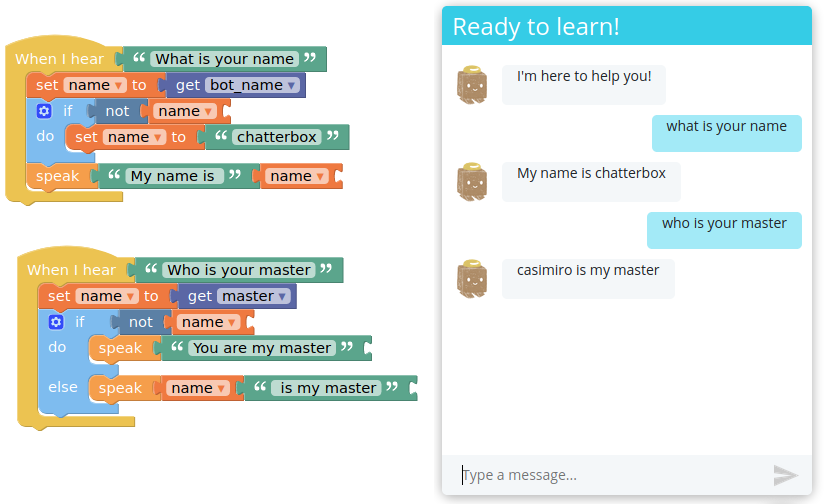 When I hear “ What is your name ”
set name ▾ to get bot_name ▾
if not name ▾
do set name ▾ to “ chatterbox ”
speak “ My name is ” name ▾
When I hear “ Who is your master ”
set name ▾ to get master ▾
if not name ▾
do speak “ You are my master ”
else speak name ▾ “ is my master ”
Ready to learn!
I'm here to help you!
what is your name
My name is chatterbox
who is your master
casimiro is my master
Type a message...